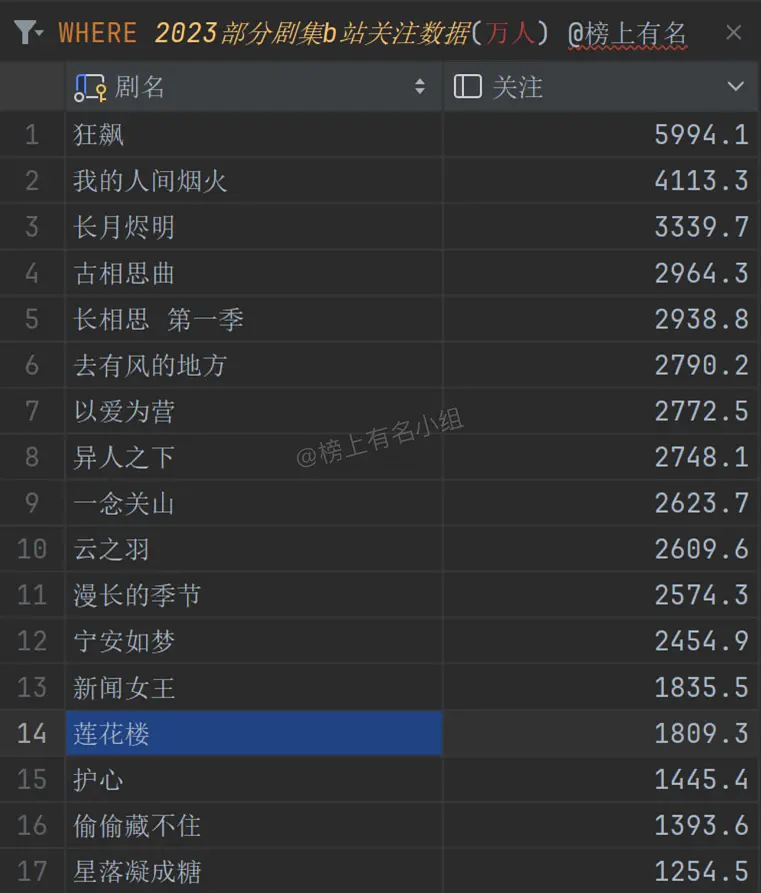 WHERE 2023部分剧集b站关注数据(万人) @榜上有名
剧名 关注
1 狂飙 5994.1
2 我的人间烟火 4113.3
3 长月烬明 3339.7
4 古相思曲 2964.3
5 长相思 第一季 2938.8
6 去有风的地方 2790.2
7 以爱为营 2772.5
8 异人之下 2748.1
@榜上有名小组
9 一念关山 2623.7
10 云之羽 2609.6
11 漫长的季节 2574.3
12 宁安如梦 2454.9
13 新闻女王 1835.5
14 莲花楼 1809.3
15 护心 1445.4
16 偷偷藏不住 1393.6
17 星落凝成糖 1254.5